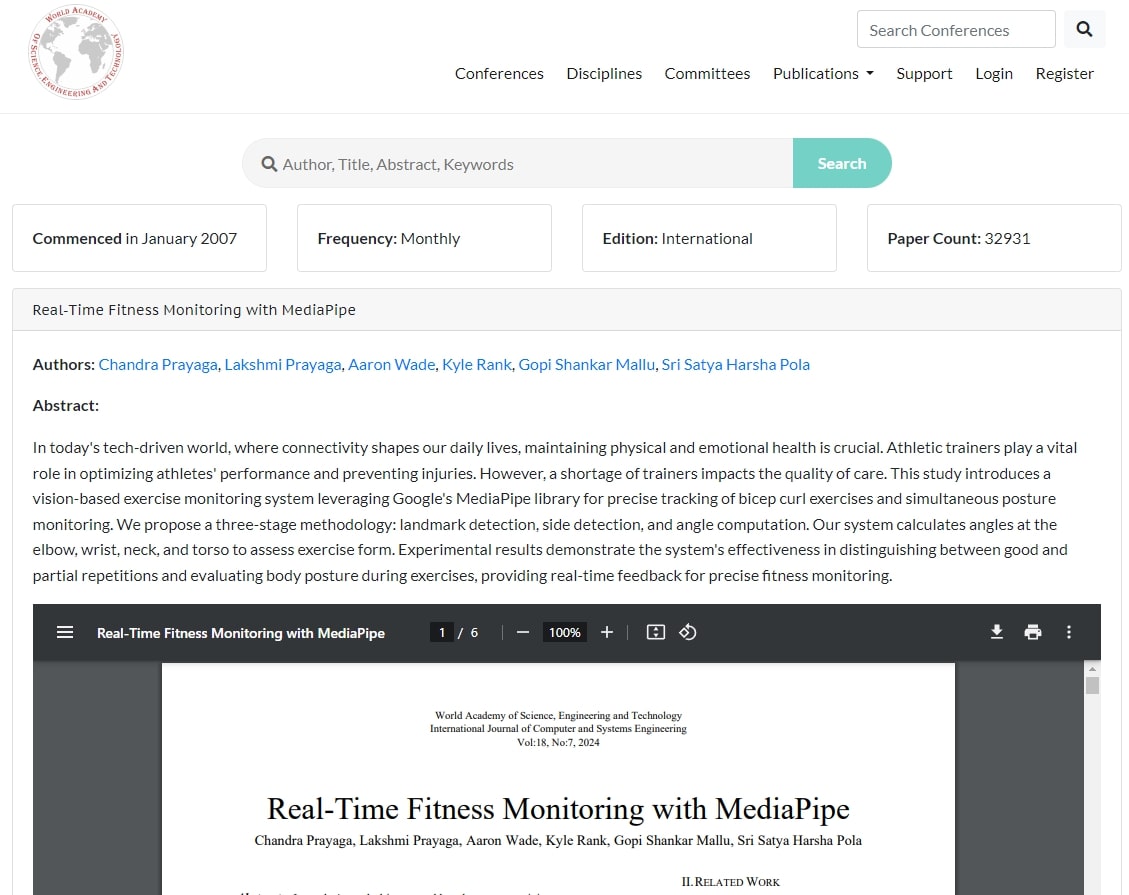 WORLD ACADEMY
OF SCIENCE, ENGINEERING AND TECHNOLOGY
Search Conferences
Conferences Disciplines Committees Publications Support Login Register
Author, Title, Abstract, Keywords Search
Commenced in January 2007 Frequency: Monthly Edition: International Paper Count: 32931
Real-Time Fitness Monitoring with MediaPipe
Authors: Chandra Prayaga, Lakshmi Prayaga, Aaron Wade, Kyle Rank, Gopi Shankar Mallu, Sri Satya Harsha Pola
Abstract:
In today's tech-driven world, where connectivity shapes our daily lives, maintaining physical and emotional health is crucial. Athletic trainers play a vital
role in optimizing athletes' performance and preventing injuries. However, a shortage of trainers impacts the quality of care. This study introduces a
vision-based exercise monitoring system leveraging Google's MediaPipe library for precise tracking of bicep curl exercises and simultaneous posture
monitoring. We propose a three-stage methodology: landmark detection, side detection, and angle computation. Our system calculates angles at the
elbow, wrist, neck, and torso to assess exercise form. Experimental results demonstrate the system's effectiveness in distinguishing between good and
partial repetitions and evaluating body posture during exercises, providing real-time feedback for precise fitness monitoring.
Real-Time Fitness Monitoring with MediaPipe 1 / 6 100%
World Academy of Science, Engineering and Technology
International Journal of Computer and Systems Engineering
Vol:18, No:7, 2024
Real-Time Fitness Monitoring with MediaPipe
Chandra Prayaga, Lakshmi Prayaga, Aaron Wade, Kyle Rank, Gopi Shankar Mallu, Sri Satya Harsha Pola
II. RELATED WORK